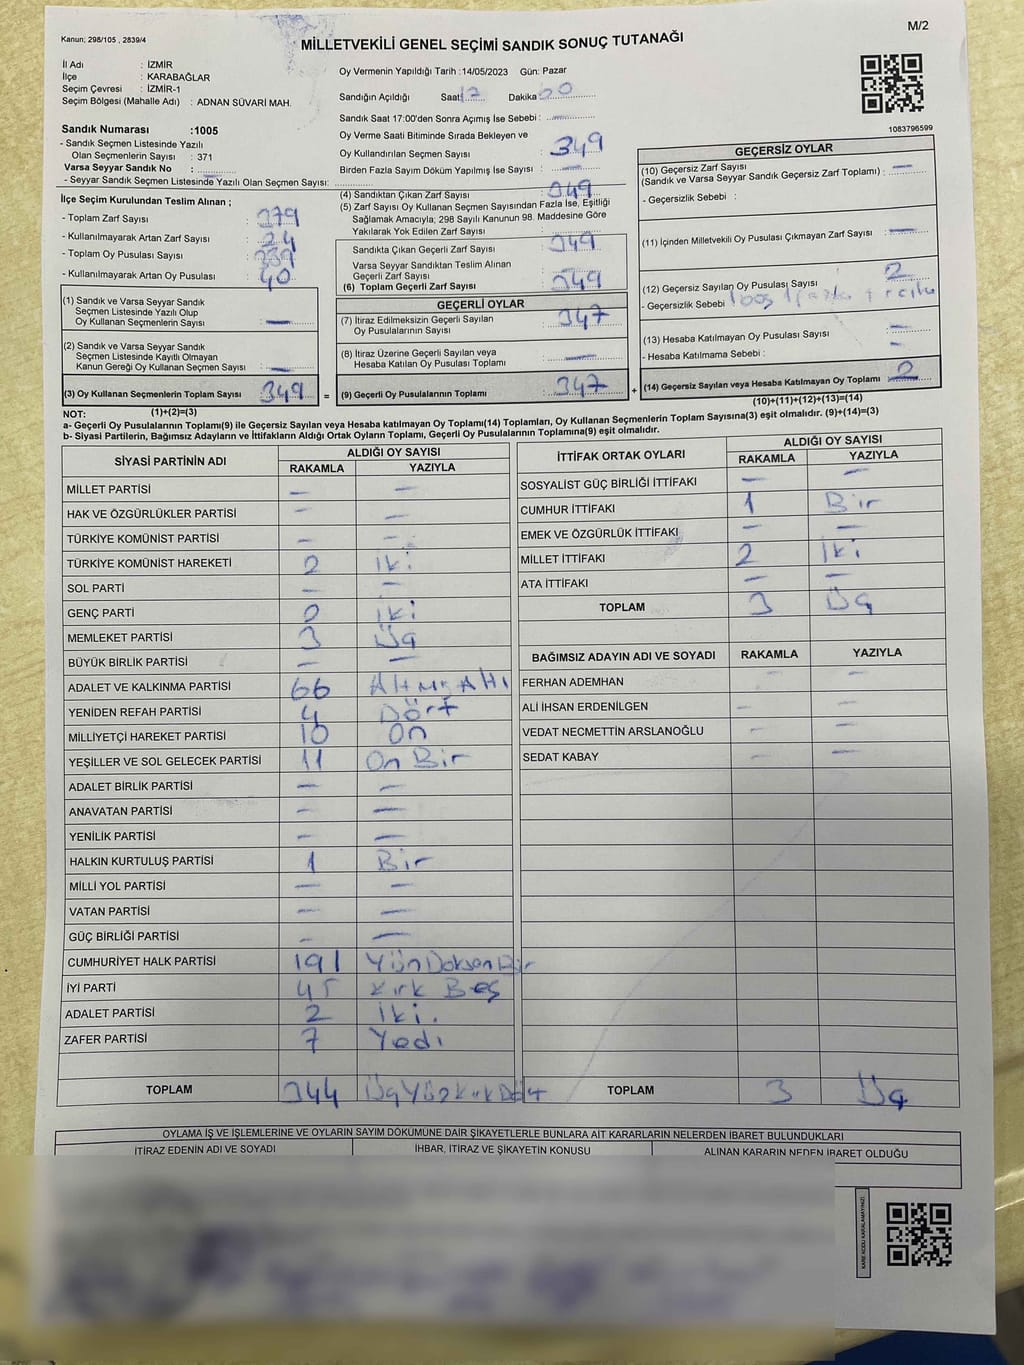 Kanun; 298/105 , 2839/4
M/2
MİLLETVEKİLİ GENEL SEÇİMİ SANDIK SONUÇ TUTANAĞI
İl Adı : İZMİR
İlçe : KARABAĞLAR
Seçim Çevresi : İZMİR-1
Seçim Bölgesi (Mahalle Adı) : ADNAN SÜVARİ MAH.
Oy Vermenin Yapıldığı Tarih :14/05/2023 Gün: Pazar
Sandığın Açıldığı Saat 17 Dakika 00
Sandık Saat 17:00'den Sonra Açımış İse Sebebi : —
Oy Verme Saati Bitiminde Sırada Bekleyen ve
Oy Kullandırılan Seçmen Sayısı : 349
Birden Fazla Sayım Döküm Yapılmış İse Sayısı : —
1083796599
Sandık Numarası :1005
- Sandık Seçmen Listesinde Yazılı
Olan Seçmenlerin Sayısı : 371
Varsa Seyyar Sandık No :
- Seyyar Sandık Seçmen Listesinde Yazılı Olan Seçmen Sayısı:
İlçe Seçim Kurulundan Teslim Alınan ;
- Toplam Zarf Sayısı : 379
- Kullanılmayarak Artan Zarf Sayısı :
- Toplam Oy Pusulası Sayısı : 389
- Kullanılmayarak Artan Oy Pusulası : 40
(1) Sandık ve Varsa Seyyar Sandık
Seçmen Listesinde Yazılı Olup
Oy Kullanan Seçmenlerin Sayısı : —
(2) Sandık ve Varsa Seyyar Sandık
Seçmen Listesinde Kayıtlı Olmayan
Kanun Gereği Oy Kullanan Seçmen Sayısı : —
(3) Oy Kullanan Seçmenlerin Toplam Sayısı : 349
(1)+(2)=(3)
(4) Sandıktan Çıkan Zarf Sayısı : 349
(5) Zarf Sayısı Oy Kullanan Seçmen Sayısından Fazla İse, Eşitliği
Sağlamak Amacıyla; 298 Sayılı Kanunun 98. Maddesine Göre
Yakılarak Yok Edilen Zarf Sayısı :
Sandıkta Çıkan Geçerli Zarf Sayısı : 349
Varsa Seyyar Sandıktan Teslim Alınan
Geçerli Zarf Sayısı :
(6) Toplam Geçerli Zarf Sayısı : 349
GEÇERLİ OYLAR
(7) İtiraz Edilmeksizin Geçerli Sayılan
Oy Pusulalarının Sayısı : 347
(8) İtiraz Üzerine Geçerli Sayılan veya
Hesaba Katılan Oy Pusulası Toplamı : —
= (9) Geçerli Oy Pusulalarının Toplamı : 347 +
GEÇERSİZ OYLAR
(10) Geçersiz Zarf Sayısı
(Sandık ve Varsa Seyyar Sandık Geçersiz Zarf Toplamı) : —
- Geçersizlik Sebebi :
(11) İçinden Milletvekili Oy Pusulası Çıkmayan Zarf Sayısı : —
(12) Geçersiz Sayılan Oy Pusulası Sayısı : 2
- Geçersizlik Sebebi : 1 boş 1 fazla
(13) Hesaba Katılmayan Oy Pusulası Sayısı : —
- Hesaba Katılmama Sebebi : —
(14) Geçersiz Sayılan veya Hesaba Katılmayan Oy Toplamı : 2
(10)+(11)+(12)+(13)=(14)
NOT:
a- Geçerli Oy Pusulalarının Toplamı(9) ile Geçersiz Sayılan veya Hesaba katılmayan Oy Toplamı(14) Toplamları, Oy Kullanan Seçmenlerin Toplam Sayısına(3) eşit olmalıdır. (9)+(14)=(3)
b- Siyasi Partilerin, Bağımsız Adayların ve İttifakların Aldığı Ortak Oyların Toplamı, Geçerli Oy Pusulalarının Toplamına(9) eşit olmalıdır.
SİYASİ PARTİNİN ADI ALDIĞI OY SAYISI
RAKAMLA YAZIYLA
MİLLET PARTİSİ — —
HAK VE ÖZGÜRLÜKLER PARTİSİ — —
TÜRKİYE KOMÜNİST PARTİSİ — —
TÜRKİYE KOMÜNİST HAREKETİ 2 İki
SOL PARTİ — —
GENÇ PARTİ 2 İki
MEMLEKET PARTİSİ 3 Üç
BÜYÜK BİRLİK PARTİSİ — —
ADALET VE KALKINMA PARTİSİ 66 Altmış Altı
YENİDEN REFAH PARTİSİ 4 Dört
MİLLİYETÇİ HAREKET PARTİSİ 10 On
YEŞİLLER VE SOL GELECEK PARTİSİ 11 On Bir
ADALET BİRLİK PARTİSİ — —
ANAVATAN PARTİSİ — —
YENİLİK PARTİSİ — —
HALKIN KURTULUŞ PARTİSİ 1 Bir
MİLLİ YOL PARTİSİ — —
VATAN PARTİSİ — —
GÜÇ BİRLİĞİ PARTİSİ — —
CUMHURİYET HALK PARTİSİ 191 Yüz Doksan Bir
İYİ PARTİ 45 Kırk Beş
ADALET PARTİSİ 2 İki.
ZAFER PARTİSİ 7 Yedi
TOPLAM 344 Üç Yüz Kırk Dört
İTTİFAK ORTAK OYLARI ALDIĞI OY SAYISI
RAKAMLA YAZIYLA
SOSYALİST GÜÇ BİRLİĞİ İTTİFAKI — —
CUMHUR İTTİFAKI 1 Bir
EMEK VE ÖZGÜRLÜK İTTİFAKI — —
MİLLET İTTİFAKI 2 İki
ATA İTTİFAKI — —
TOPLAM 3 Üç
BAĞIMSIZ ADAYIN ADI VE SOYADI RAKAMLA YAZIYLA
FERHAN ADEMHAN — —
ALİ İHSAN ERDENİLGEN — —
VEDAT NECMETTİN ARSLANOĞLU — —
SEDAT KABAY — —
TOPLAM 3 Üç
OYLAMA İŞ VE İŞLEMLERİNE VE OYLARIN SAYIM DÖKÜMÜNE DAİR ŞİKAYETLERLE BUNLARA AİT KARARLARIN NELERDEN İBARET BULUNDUKLARI
İTİRAZ EDENİN ADI VE SOYADI İHBAR, İTİRAZ VE ŞİKAYETİN KONUSU ALINAN KARARIN NEDEN İBARET OLDUĞU
KARE KODU KARALAMAYINIZ!